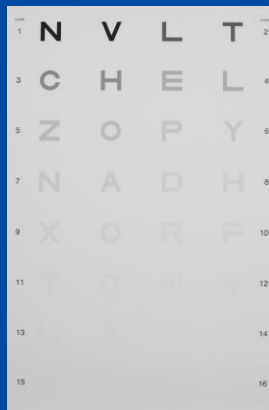 1 N V L T 2
3 C H E L 4
5 Z O P Y 6
7 N A D H 8
9 X O R F 10
11 T C N V 12
13 L A 14
15 16